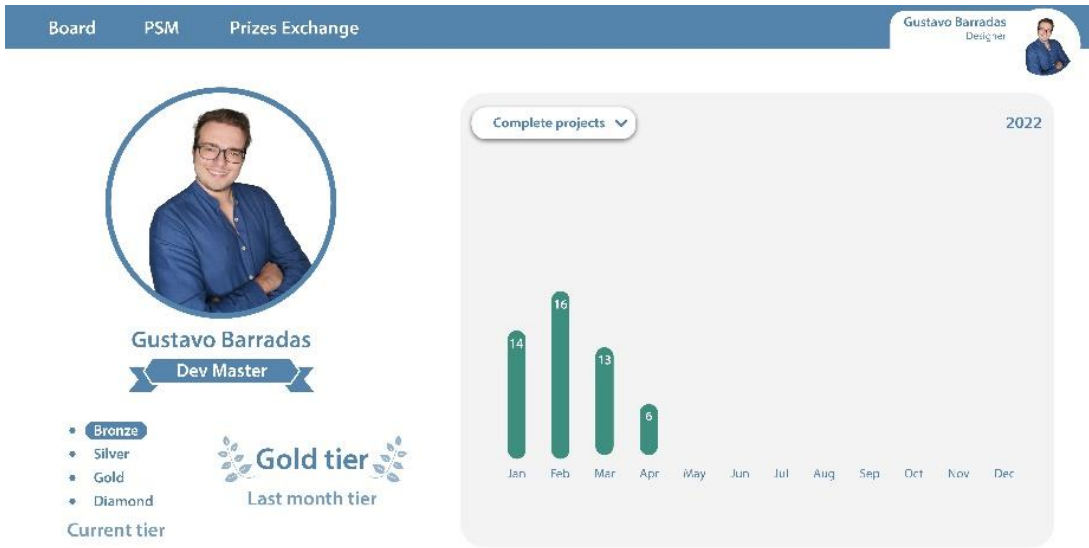 Board PSM Prizes Exchange
Gustavo Barradas
Designer
Gustavo Barradas
Dev Master
Bronze
Silver
Gold
Diamond
Current tier
Gold tier
Last month tier
Complete projects
2022
14
16
13
6
Jan Feb Mar Apr May Jun Jul Aug Sep Oct Nov Dec